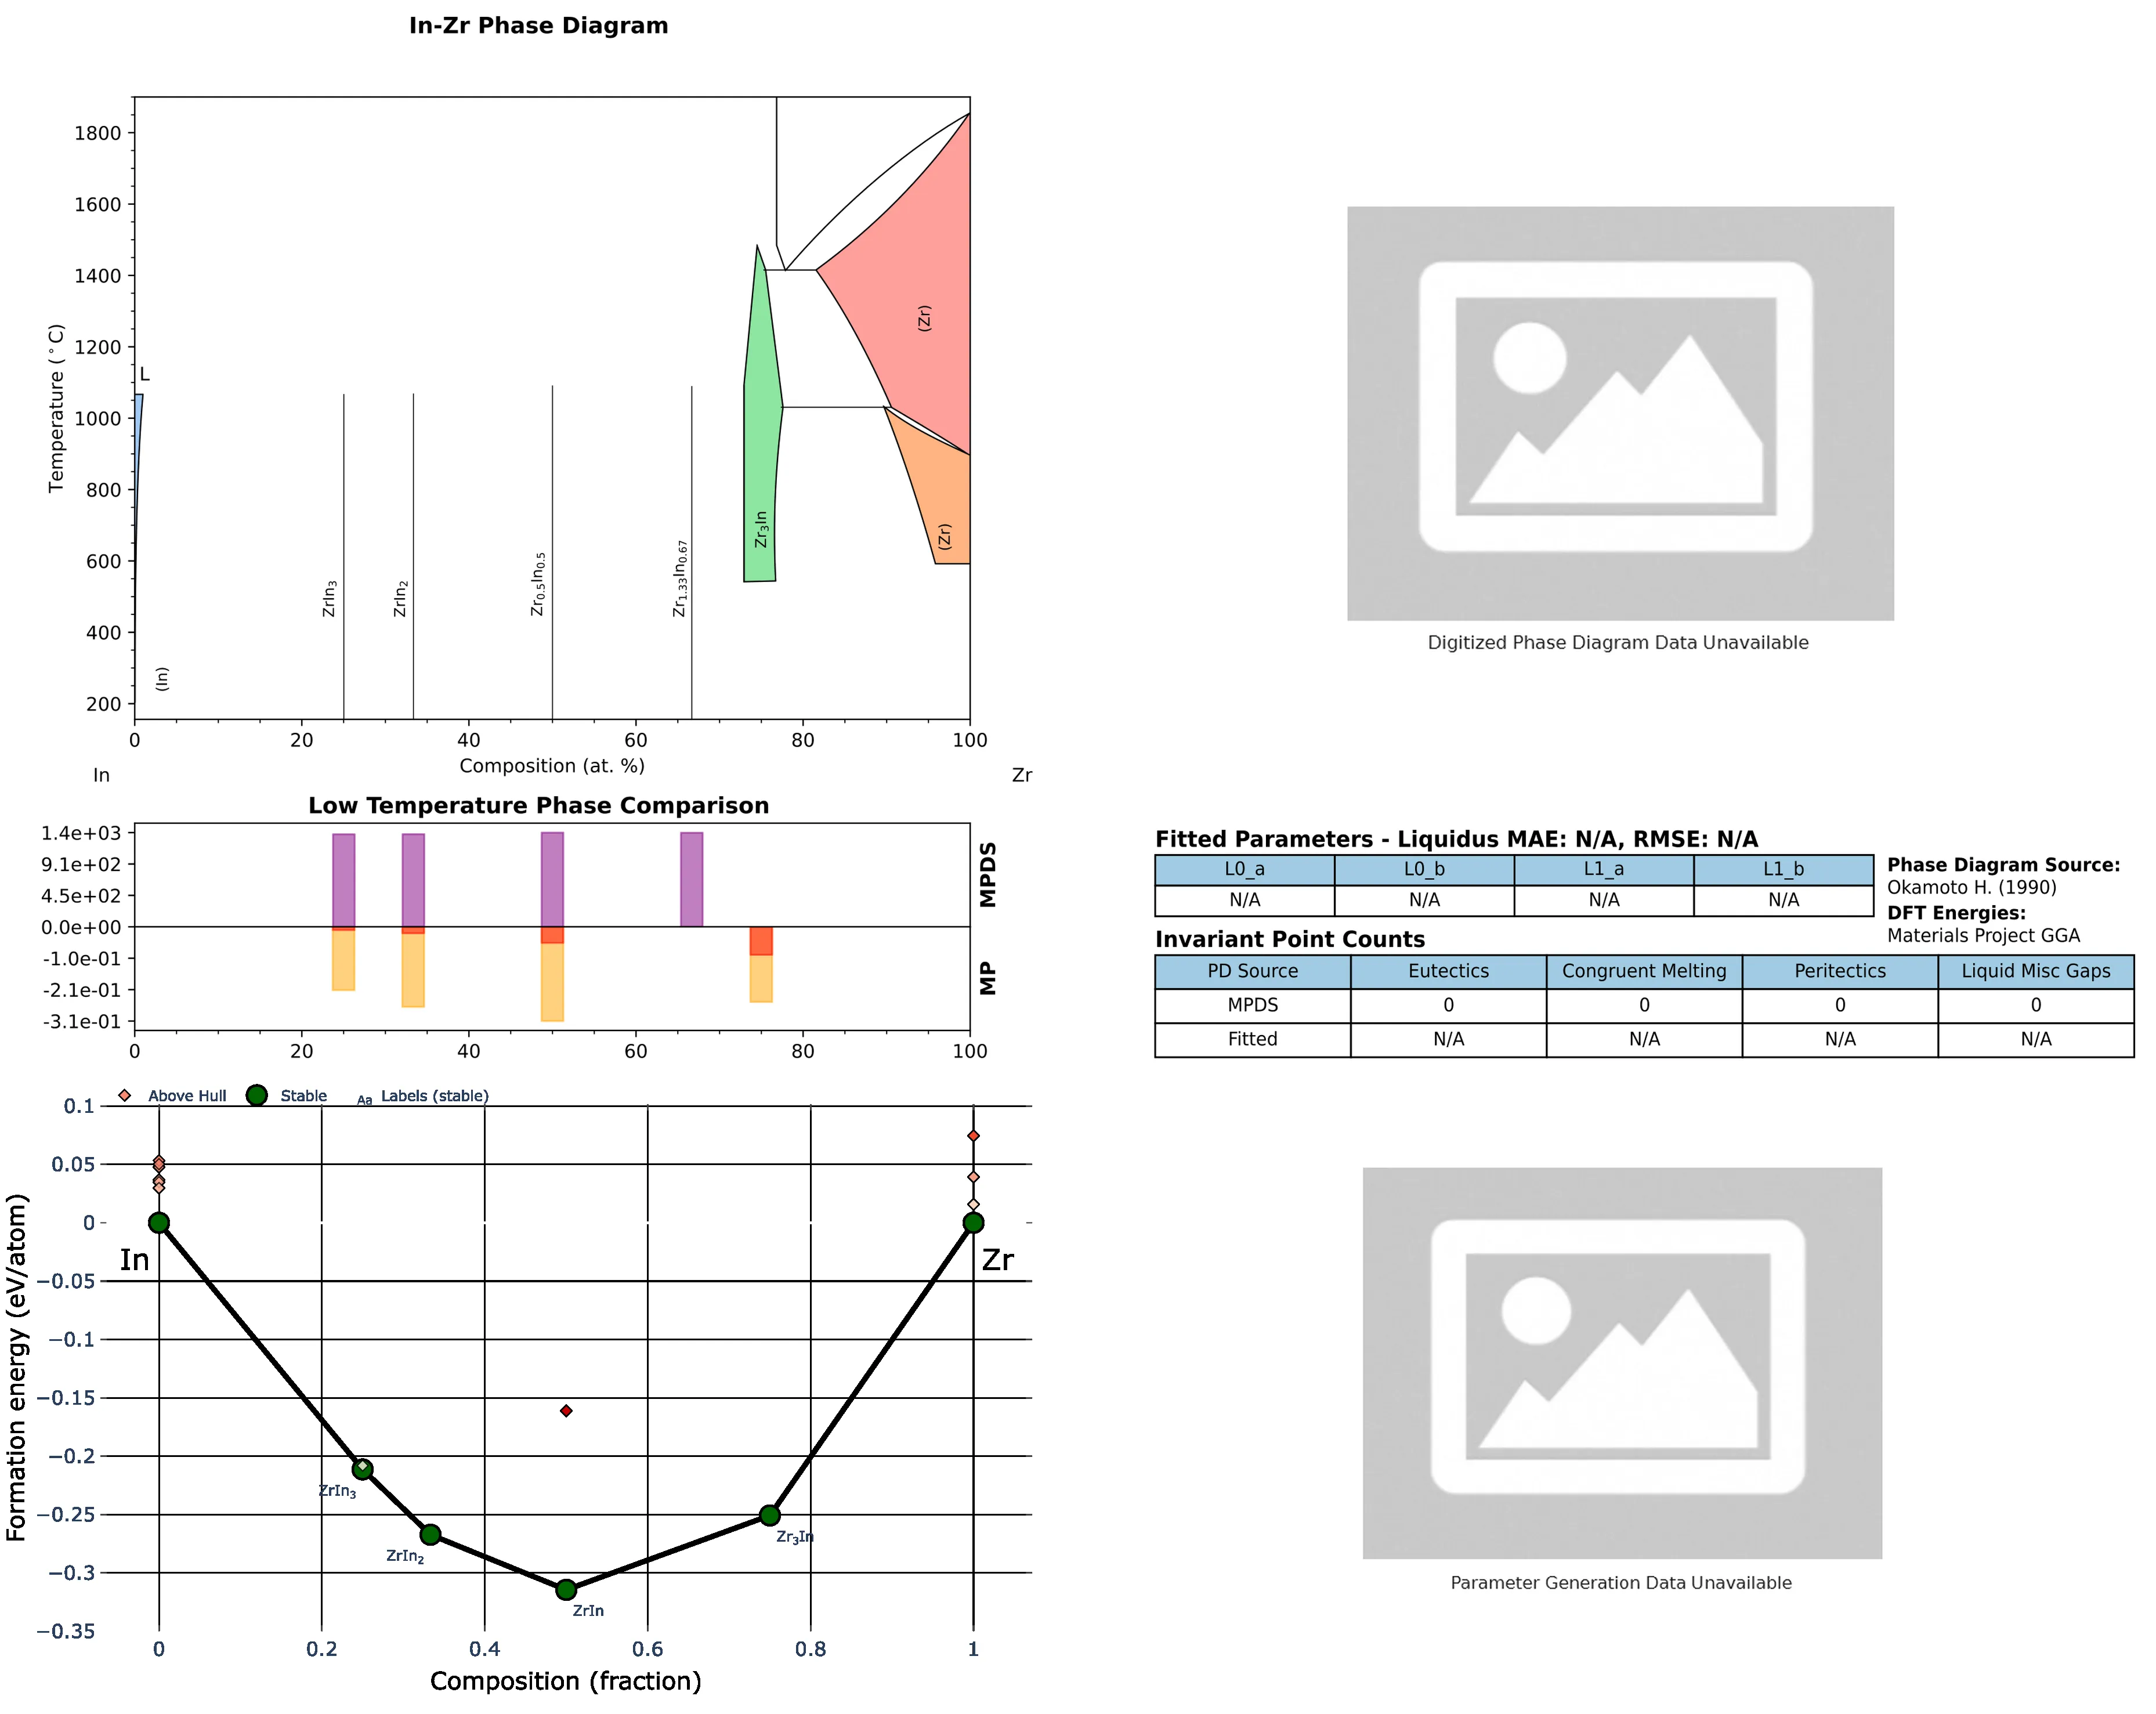 In-Zr Phase Diagram
1800
1600
1400
1200
1000
800
600
400
200
Temperature (°C)
L
(In)
ZrIn₃
ZrIn₂
Zr₀.₅In₀.₅
Zr₁.₃₃In₀.₆₇
Zr₃In
(Zr)
(Zr)
0 20 40 60 80 100
Composition (at. %)
In Zr
Digitized Phase Diagram Data Unavailable
Low Temperature Phase Comparison
1.4e+03
9.1e+02
4.5e+02
0.0e+00
-1.0e-01
-2.1e-01
-3.1e-01
MPDS
MP
0 20 40 60 80 100
Fitted Parameters - Liquidus MAE: N/A, RMSE: N/A
L0_a L0_b L1_a L1_b
N/A N/A N/A N/A
Phase Diagram Source:
Okamoto H. (1990)
DFT Energies:
Materials Project GGA
Invariant Point Counts
PD Source Eutectics Congruent Melting Peritectics Liquid Misc Gaps
MPDS 0 0 0 0
Fitted N/A N/A N/A N/A
Above Hull Stable Aa Labels (stable)
0.1
0.05
0
−0.05
−0.1
−0.15
−0.2
−0.25
−0.3
−0.35
Formation energy (eV/atom)
In
Zr
ZrIn₃
ZrIn₂
ZrIn
Zr₃In
0 0.2 0.4 0.6 0.8 1
Composition (fraction)
Parameter Generation Data Unavailable